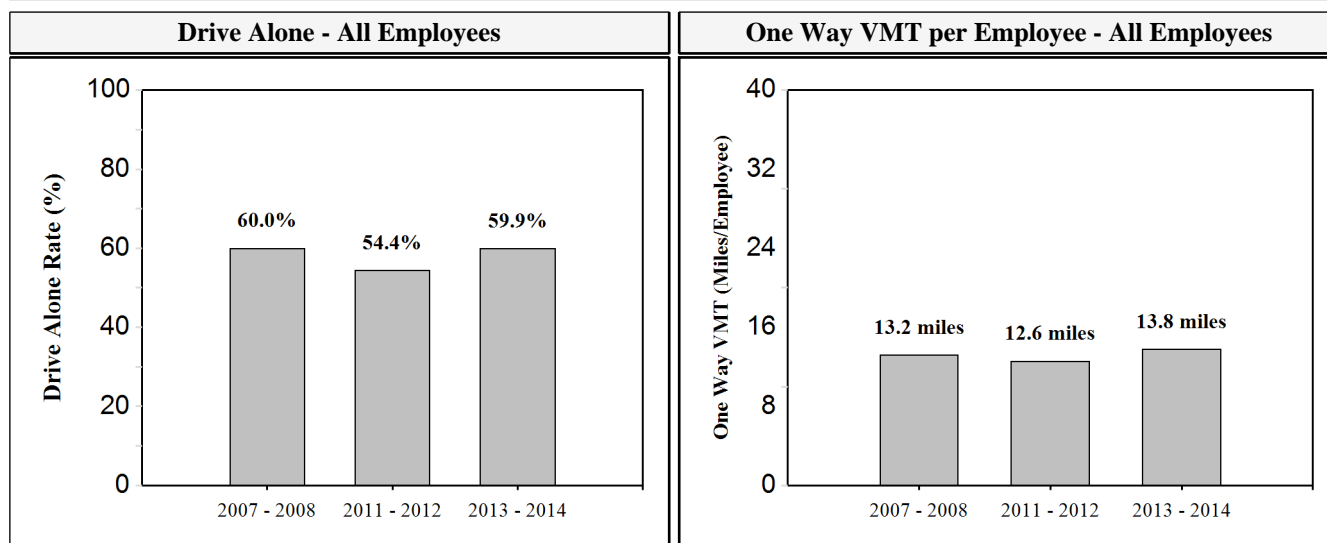 Drive Alone - All Employees
100
80
60
40
20
0
Drive Alone Rate (%)
60.0%
54.4%
59.9%
2007 - 2008
2011 - 2012
2013 - 2014
One Way VMT per Employee - All Employees
40
32
24
16
8
0
One Way VMT (Miles/Employee)
13.2 miles
12.6 miles
13.8 miles
2007 - 2008
2011 - 2012
2013 - 2014